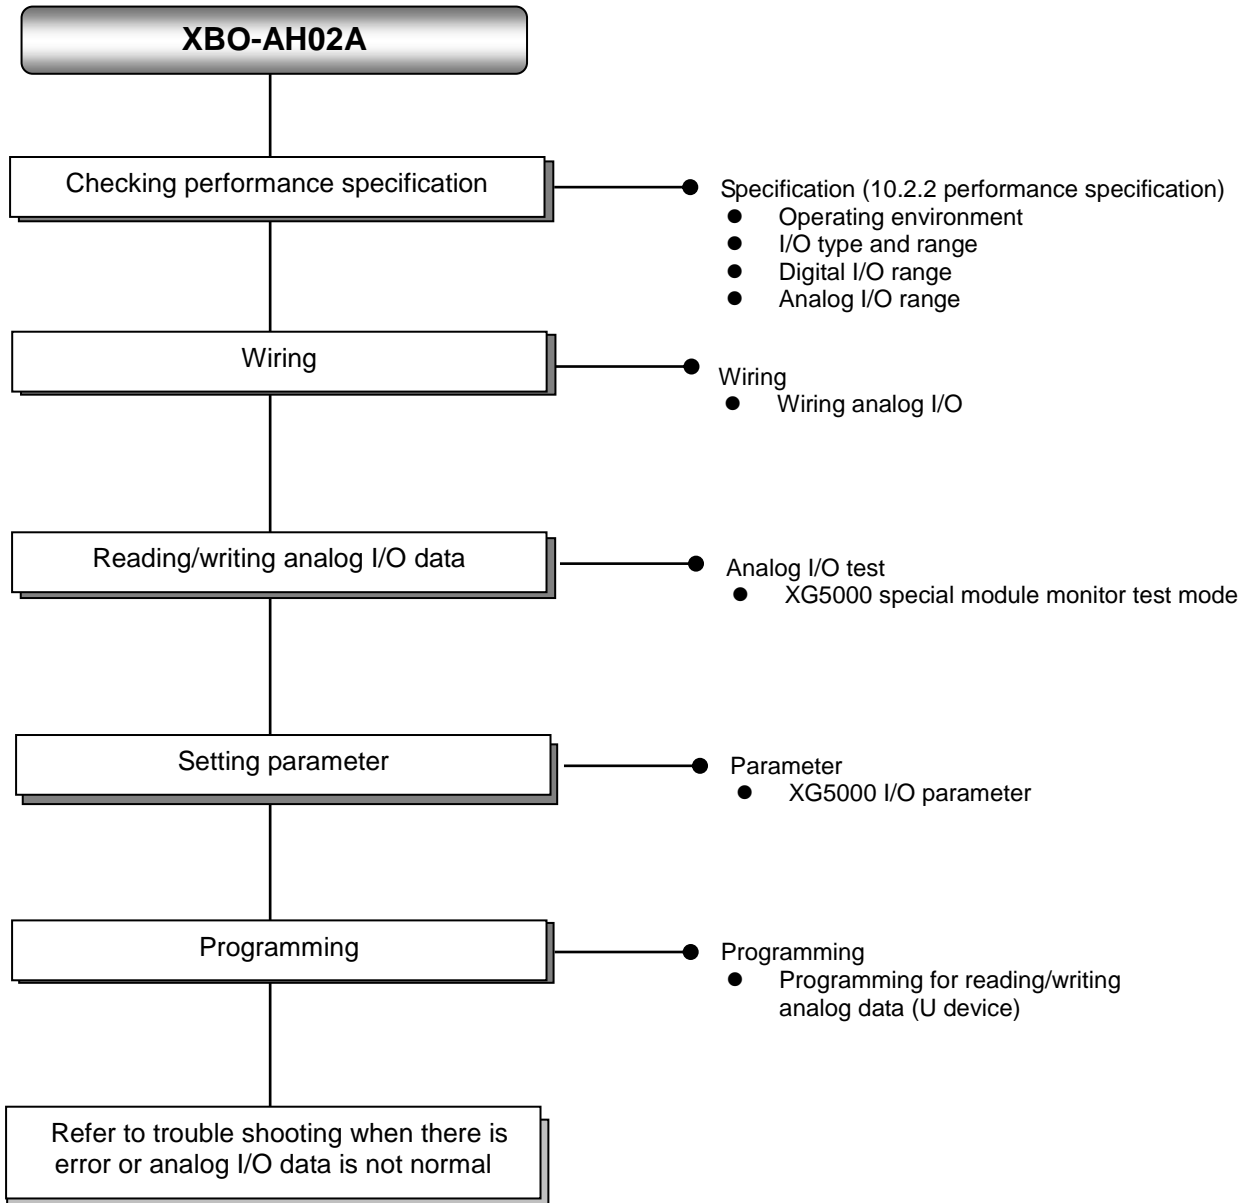 XBO-AH02A
Checking performance specification
Specification (10.2.2 performance specification)
● Operating environment
● I/O type and range
● Digital I/O range
● Analog I/O range
Wiring
Wiring
● Wiring analog I/O
Reading/writing analog I/O data
Analog I/O test
● XG5000 special module monitor test mode
Setting parameter
Parameter
● XG5000 I/O parameter
Programming
Programming
● Programming for reading/writing
analog data (U device)
Refer to trouble shooting when there is
error or analog I/O data is not normal